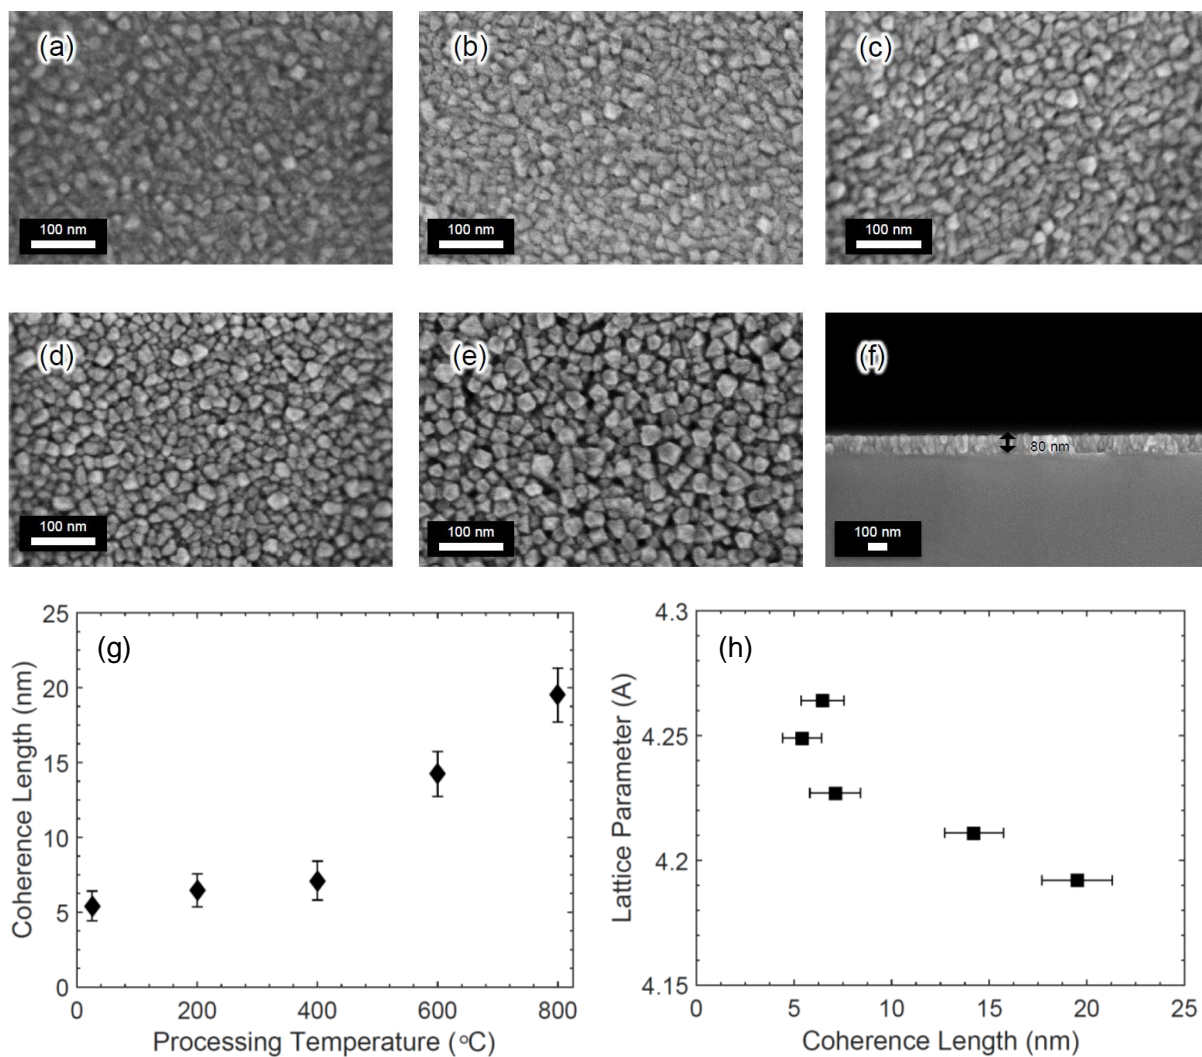 (a)
100 nm
(b)
100 nm
(c)
100 nm
(d)
100 nm
(e)
100 nm
(f)
80 nm
100 nm
(g)
Coherence Length (nm)
25
20
15
10
5
0
0 200 400 600 800
Processing Temperature (°C)
(h)
Lattice Parameter (A)
4.3
4.25
4.2
4.15
0 5 10 15 20 25
Coherence Length (nm)